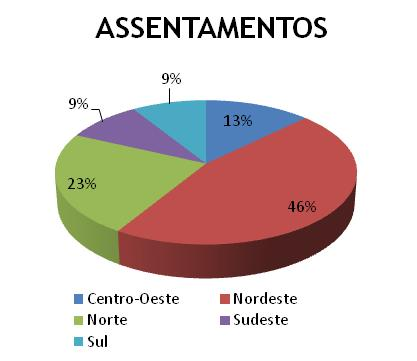 ASSENTAMENTOS
9%
9%
13%
23%
46%
Centro-Oeste
Nordeste
Norte
Sudeste
Sul